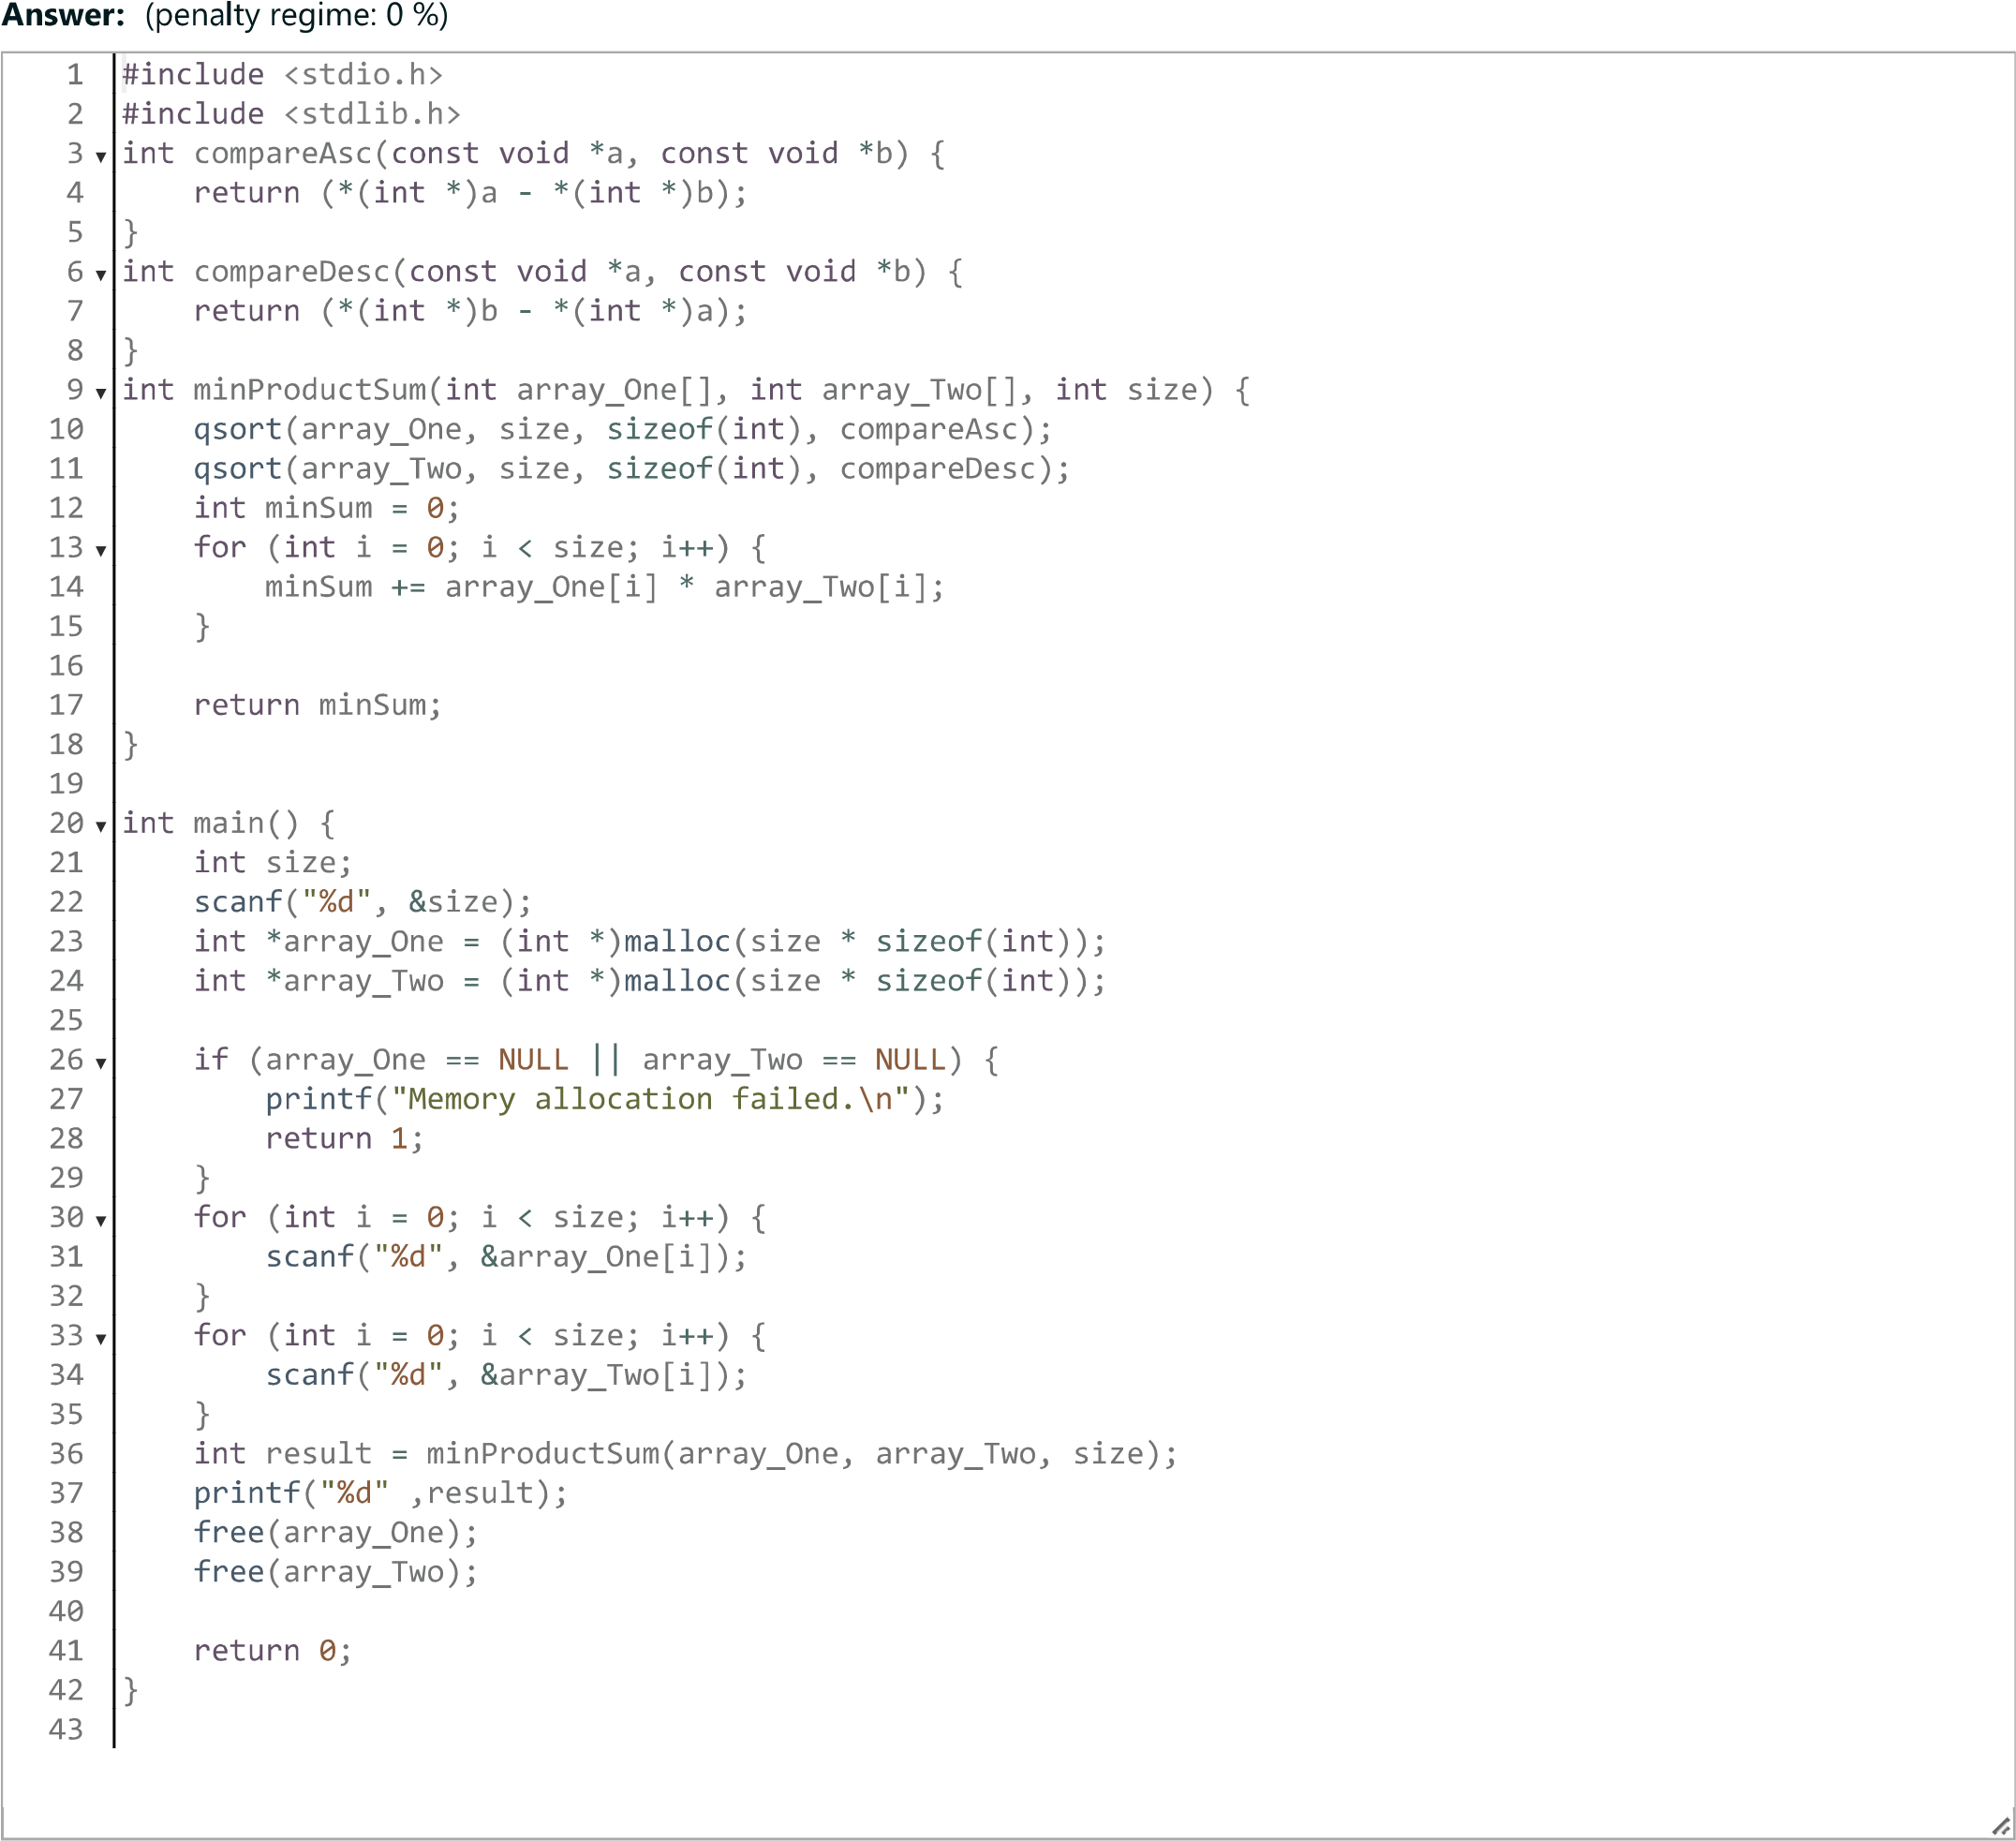 Answer: (penalty regime: 0 %)
1 #include <stdio.h>
2 #include <stdlib.h>
3 int compareAsc(const void *a, const void *b) {
4     return (*(int *)a - *(int *)b);
5 }
6 int compareDesc(const void *a, const void *b) {
7     return (*(int *)b - *(int *)a);
8 }
9 int minProductSum(int array_One[], int array_Two[], int size) {
10     qsort(array_One, size, sizeof(int), compareAsc);
11     qsort(array_Two, size, sizeof(int), compareDesc);
12     int minSum = 0;
13     for (int i = 0; i < size; i++) {
14         minSum += array_One[i] * array_Two[i];
15     }
16
17     return minSum;
18 }
19
20 int main() {
21     int size;
22     scanf("%d", &size);
23     int *array_One = (int *)malloc(size * sizeof(int));
24     int *array_Two = (int *)malloc(size * sizeof(int));
25
26     if (array_One == NULL || array_Two == NULL) {
27         printf("Memory allocation failed.\n");
28         return 1;
29     }
30     for (int i = 0; i < size; i++) {
31         scanf("%d", &array_One[i]);
32     }
33     for (int i = 0; i < size; i++) {
34         scanf("%d", &array_Two[i]);
35     }
36     int result = minProductSum(array_One, array_Two, size);
37     printf("%d" ,result);
38     free(array_One);
39     free(array_Two);
40
41     return 0;
42 }
43